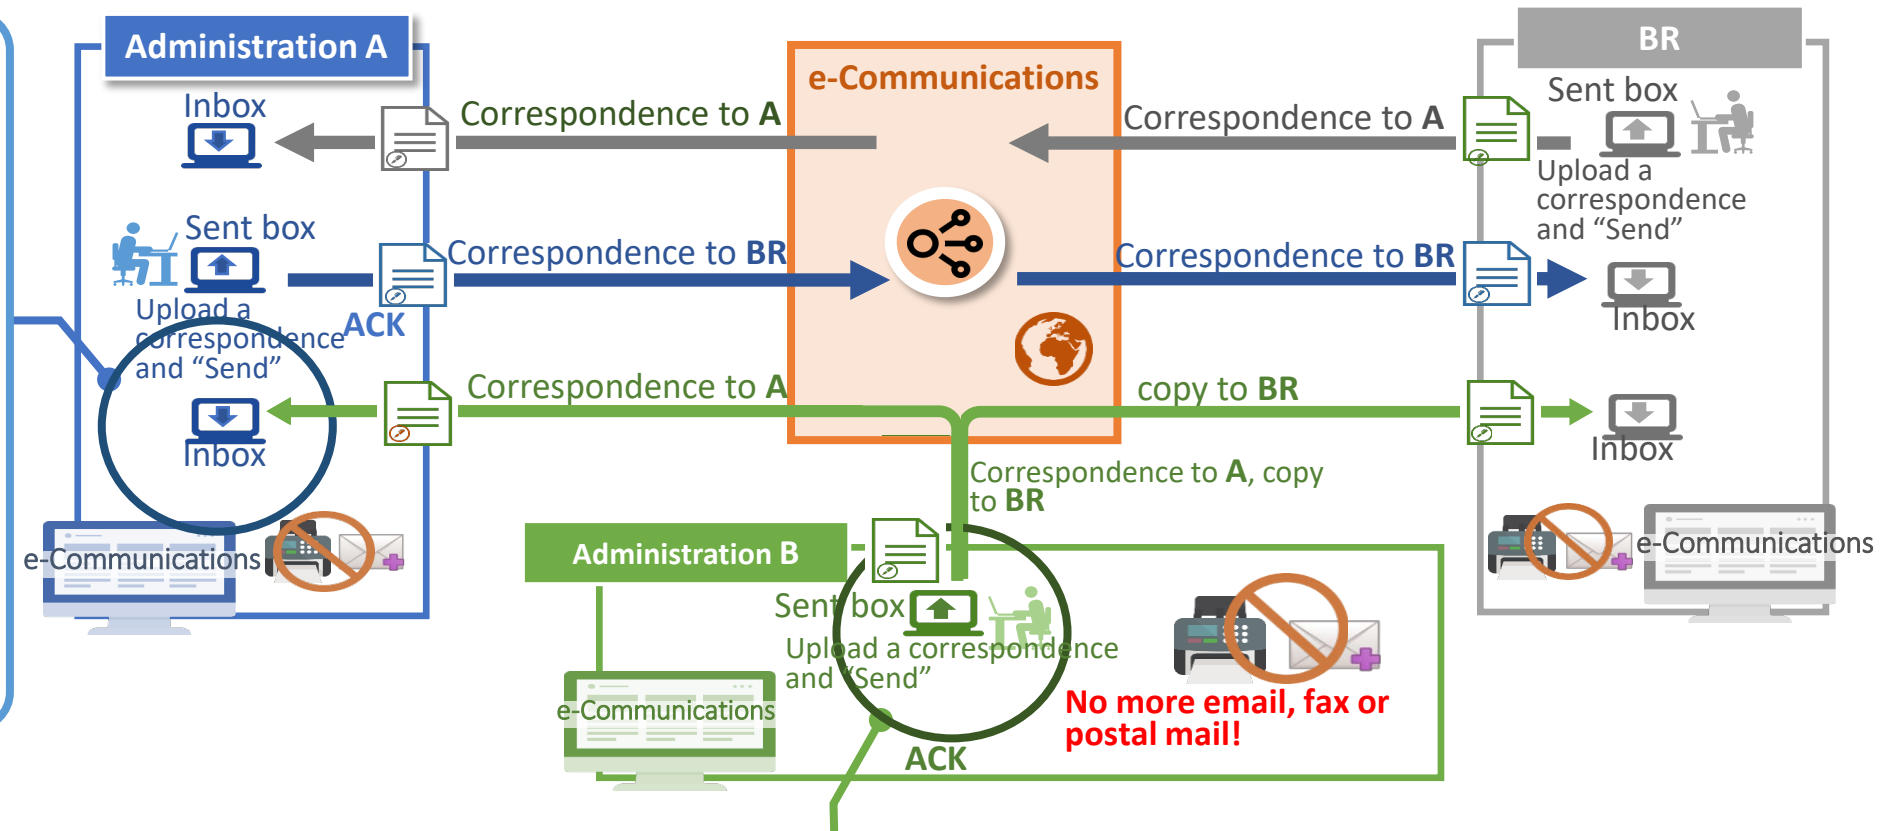 Administration A
Inbox
Correspondence to A
e-Communications
Correspondence to A
BR
Sent box
Upload a
correspondence
and “Send”
Sent box
Correspondence to BR
Upload a
correspondence
and “Send”
ACK
Correspondence to BR
Inbox
Correspondence to A
Inbox
copy to BR
Inbox
Correspondence to A, copy
to BR
e-Communications
e-Communications
Administration B
Sent box
Upload a correspondence
and “Send”
e-Communications
ACK
No more email, fax or
postal mail!